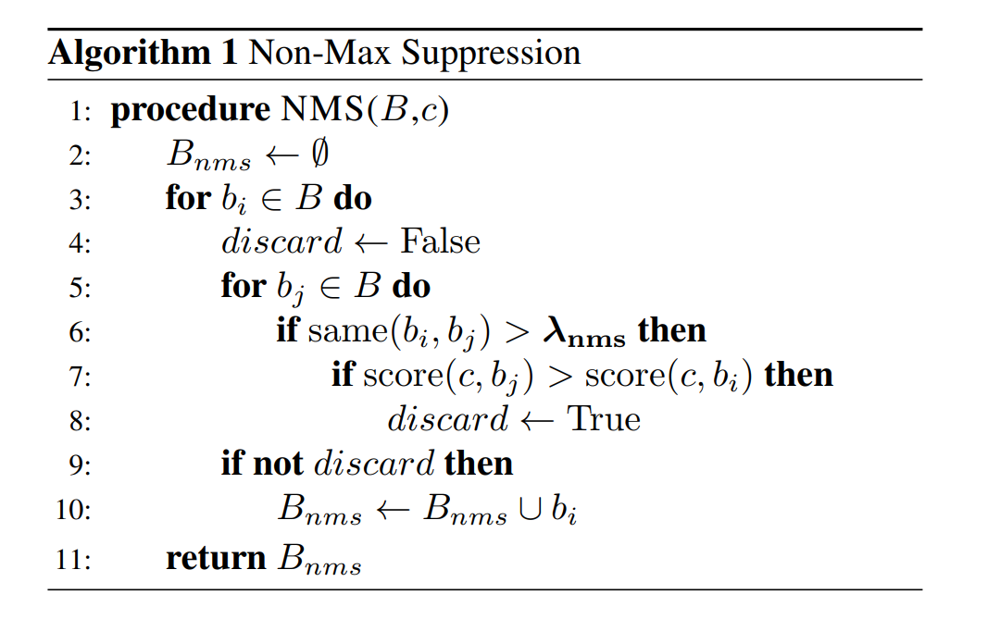 Algorithm 1 Non-Max Suppression
1: procedure NMS(B,c)
2: B_nms ← ∅
3: for b_i ∈ B do
4: discard ← False
5: for b_j ∈ B do
6: if same(b_i, b_j) > λ_nms then
7: if score(c, b_j) > score(c, b_i) then
8: discard ← True
9: if not discard then
10: B_nms ← B_nms ∪ b_i
11: return B_nms